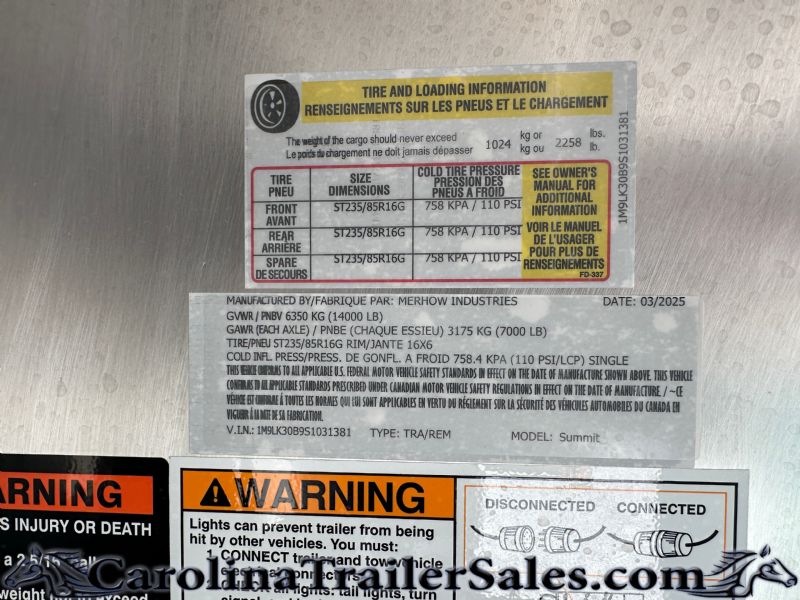 TIRE AND LOADING INFORMATION
RENSEIGNEMENTS SUR LES PNEUS ET LE CHARGEMENT
The weight of the cargo should never exceed 1024 kg or 2258 lbs.
Le poids du chargement ne doit jamais dépasser kg ou lb.
TIRE PNEU
SIZE DIMENSIONS
COLD TIRE PRESSURE PRESSION DES PNEUS A FROID
SEE OWNER'S MANUAL FOR ADDITIONAL INFORMATION
VOIR LE MANUEL DE L'USAGER POUR PLUS DE RENSEIGNEMENTS
FRONT AVANT ST235/85R16G 758 KPA / 110 PSI
REAR ARRIÈRE ST235/85R16G 758 KPA / 110 PSI
SPARE DE SECOURS ST235/85R16G 758 KPA / 110 PSI
FD-337
1M9LK30B9S1031381
MANUFACTURED BY/FABRIQUE PAR: MERHOW INDUSTRIES DATE: 03/2025
GVWR / PNBV 6350 KG (14000 LB)
GAWR (EACH AXLE) / PNBE (CHAQUE ESSIEU) 3175 KG (7000 LB)
TIRE/PNEU ST235/85R16G RIM/JANTE 16X6
COLD INFL. PRESS/PRESS. DE GONFL. A FROID 758.4 KPA (110 PSI/LCP) SINGLE
THIS VEHICLE CONFORMS TO ALL APPLICABLE U.S. FEDERAL MOTOR VEHICLE SAFETY STANDARDS IN EFFECT ON THE DATE OF MANUFACTURE SHOWN ABOVE. THIS VEHICLE
CONFORMS TO ALL APPLICABLE STANDARDS PRESCRIBED UNDER CANADIAN MOTOR VEHICLE SAFETY REGULATIONS IN EFFECT ON THE DATE OF MANUFACTURE. / ~CE
VÉHICLE EST CONFORME À TOUTES LES NORMES QUI LUI SONT APPLICABLES EN VERTU DU RÈGLEMENT SUR LA SÉCURITÉ DES VÉHICULES AUTOMOBILES DU CANADA EN
VIGUEUR À LA DATE DE SA FABRICATION.
V.I.N.: 1M9LK30B9S1031381 TYPE: TRA/REM MODEL: Summit
ARNING
S INJURY OR DEATH
WARNING
Lights can prevent trailer from being
hit by other vehicles. You must:
1. CONNECT trailer and tow vehicle
DISCONNECTED CONNECTED
lights: tail lights, turn
CarolinaTrailerSales.com